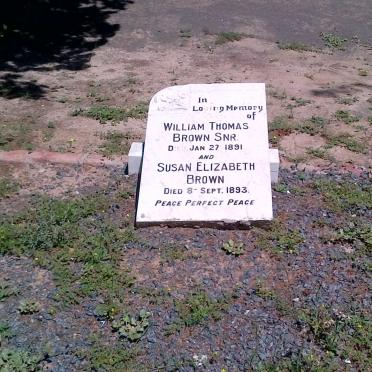 In
Loving Memory
of
William Thomas
Brown Snr.
Died Jan 27 1891
and
Susan Elizabeth
Brown
Died 8th Sept. 1893.
Peace Perfect Peace